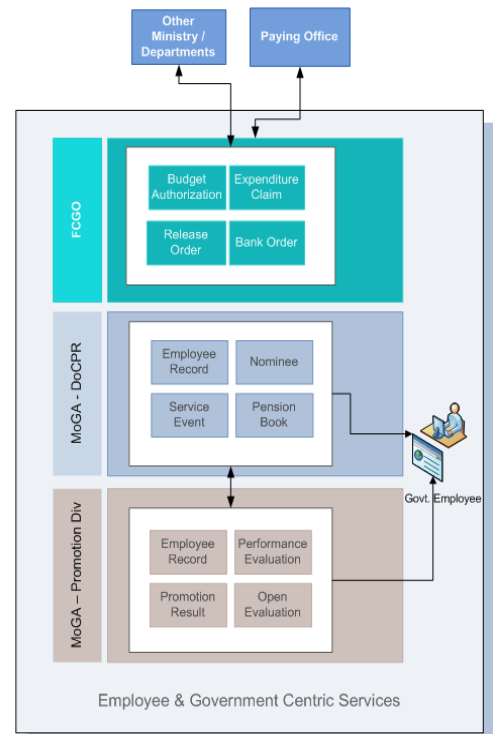 Other
Ministry /
Departments
Paying Office
FCGO
Budget
Authorization
Expenditure
Claim
Release
Order
Bank Order
MoGA - DoCPR
Employee
Record
Nominee
Service
Event
Pension
Book
Govt. Employee
MoGA – Promotion Div
Employee
Record
Performance
Evaluation
Promotion
Result
Open
Evaluation
Employee & Government Centric Services